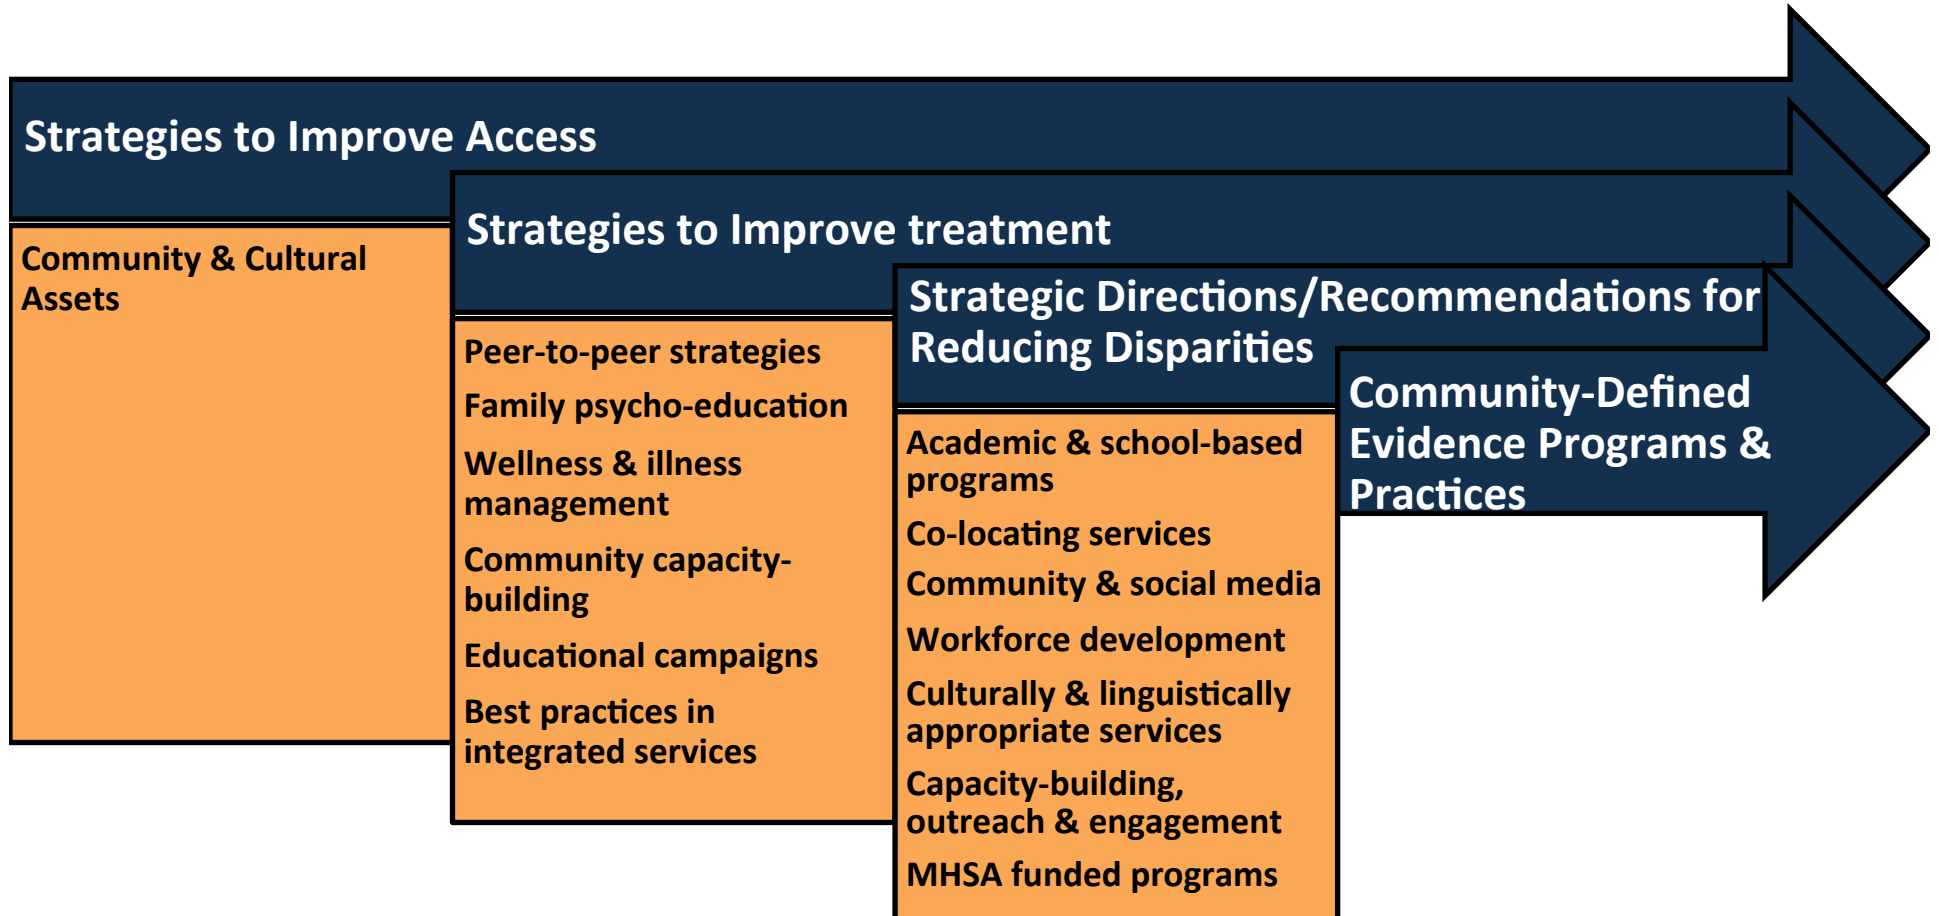 Strategies to Improve Access
Community & Cultural
Assets
Strategies to Improve treatment
Peer-to-peer strategies
Family psycho-education
Wellness & illness
management
Community capacity-
building
Educational campaigns
Best practices in
integrated services
Strategic Directions/Recommendations for
Reducing Disparities
Academic & school-based
programs
Co-locating services
Community & social media
Workforce development
Culturally & linguistically
appropriate services
Capacity-building,
outreach & engagement
MHSA funded programs
Community-Defined
Evidence Programs &
Practices